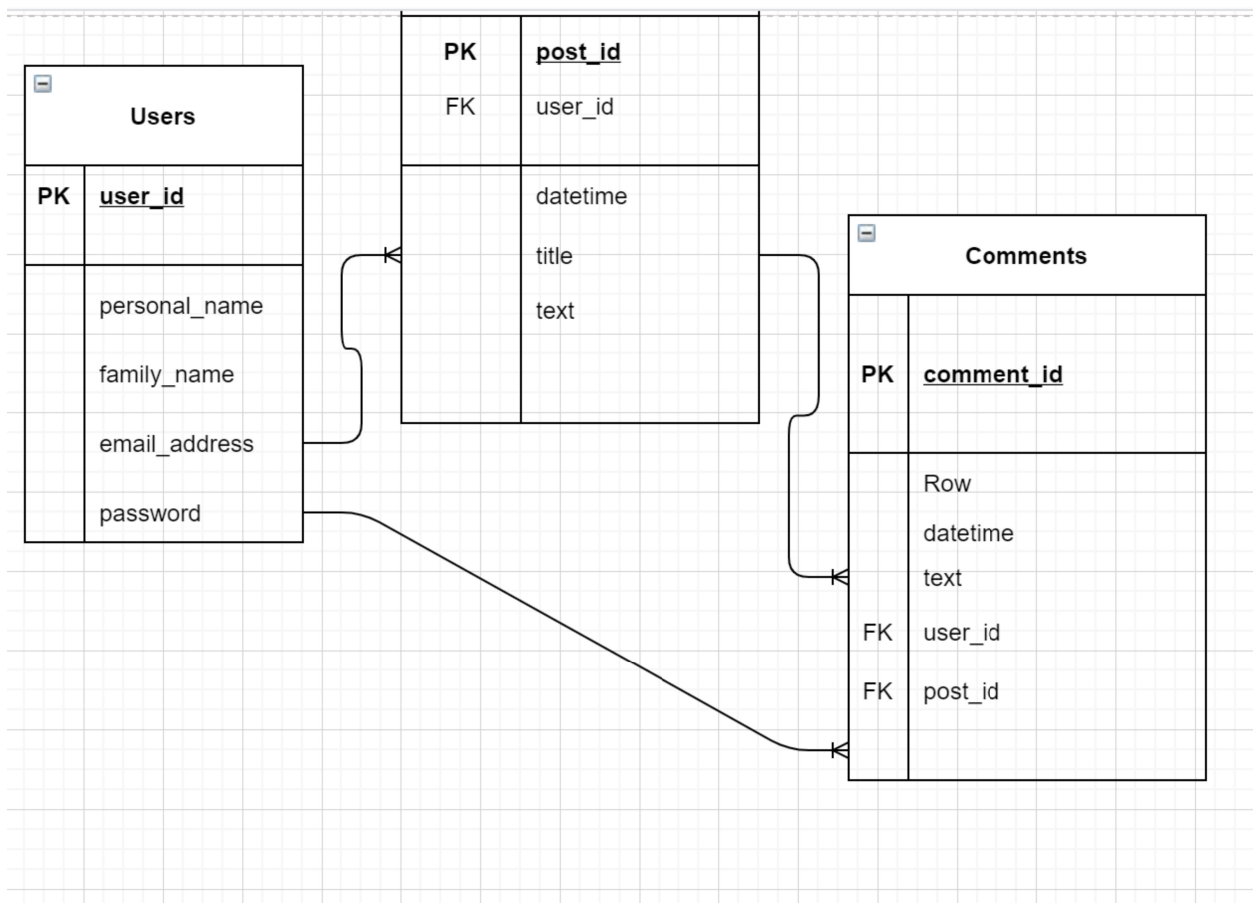 Users
PK user_id
personal_name
family_name
email_address
password
PK post_id
FK user_id
datetime
title
text
Comments
PK comment_id
Row
datetime
text
FK user_id
FK post_id